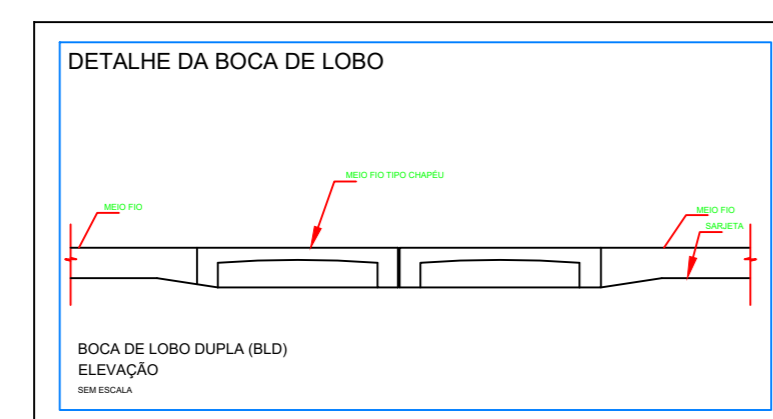 DETALHE DA BOCA DE LOBO
MEIO FIO TIPO CHAPÉU
MEIO FIO
MEIO FIO
SARJETA
BOCA DE LOBO DUPLA (BLD)
ELEVAÇÃO
SEM ESCALA